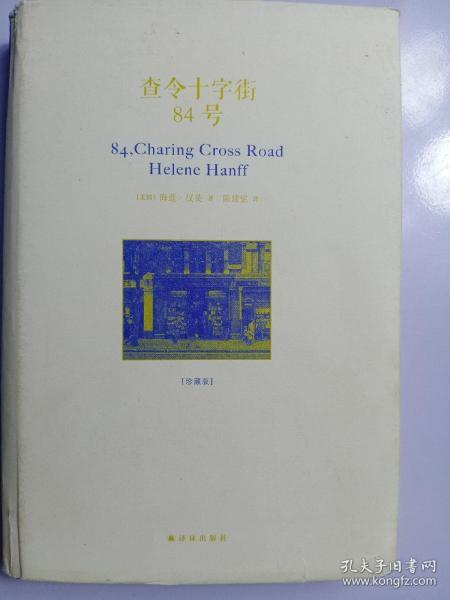 查令十字街
84号
84, Charing Cross Road
Helene Hanff
[美国] 海莲·汉芙 著 陈建铭 译
[珍藏版]
译林出版社
孔夫子旧书网
www.kongfz.com